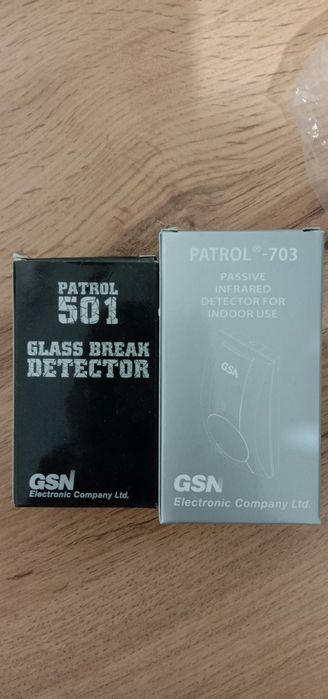 PATROL
501
GLASS BREAK
DETECTOR
GSN
Electronic Company Ltd.
PATROL®-703
PASSIVE
INFRARED
DETECTOR FOR
INDOOR USE
GSN
GSN
Electronic Company Ltd.